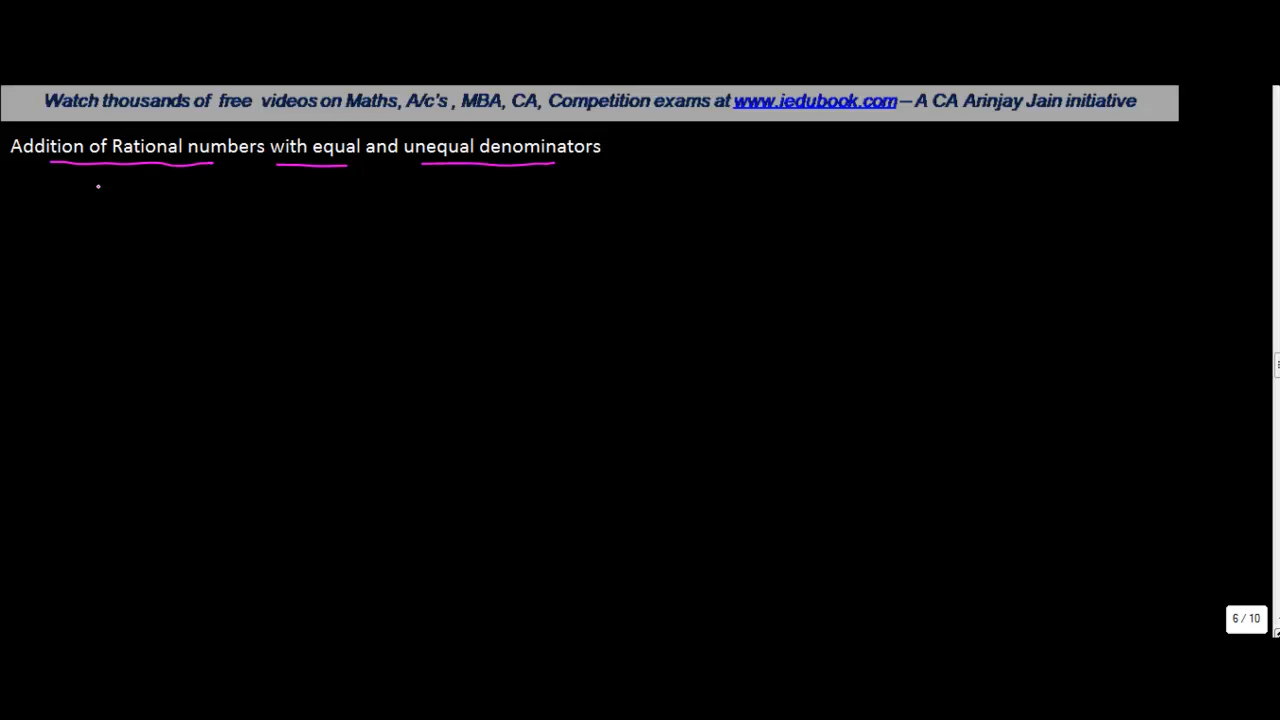 Watch thousands of free videos on Maths, A/c's , MBA, CA, Competition exams at www.iedubook.com – A CA Arinjay Jain initiative
Addition of Rational numbers with equal and unequal denominators
6 / 10